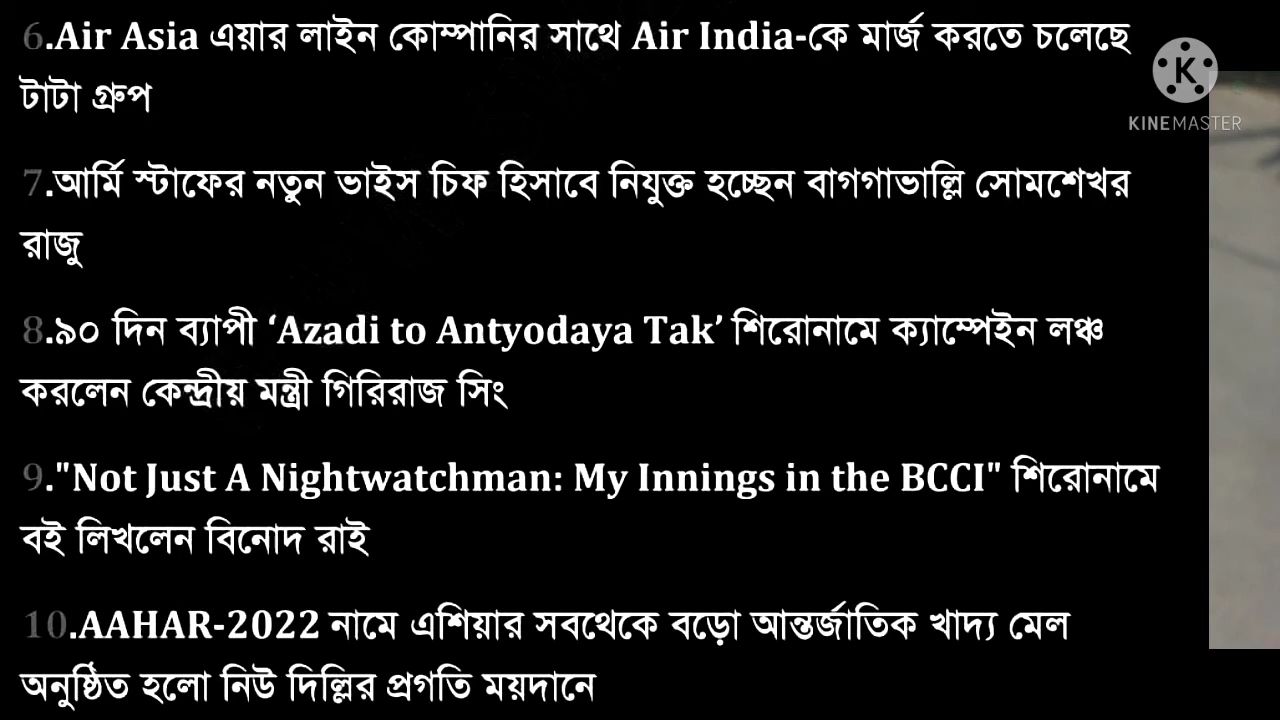 6.Air Asia এয়ার লাইন কোম্পানির সাথে Air India-কে মার্জ করতে চলেছে
টাটা গ্রুপ
KINEMASTER
7.আর্মি স্টাফের নতুন ভাইস চিফ হিসাবে নিযুক্ত হচ্ছেন বাগগাভাল্লি সোমশেখর
রাজু
8.৯০ দিন ব্যাপী ‘Azadi to Antyodaya Tak’ শিরোনামে ক্যাম্পেইন লঞ্চ
করলেন কেন্দ্রীয় মন্ত্রী গিরিরাজ সিং
9."Not Just A Nightwatchman: My Innings in the BCCI" শিরোনামে
বই লিখলেন বিনোদ রাই
10.AAHAR-2022 নামে এশিয়ার সবথেকে বড়ো আন্তর্জাতিক খাদ্য মেল
অনুষ্ঠিত হলো নিউ দিল্লির প্রগতি ময়দানে